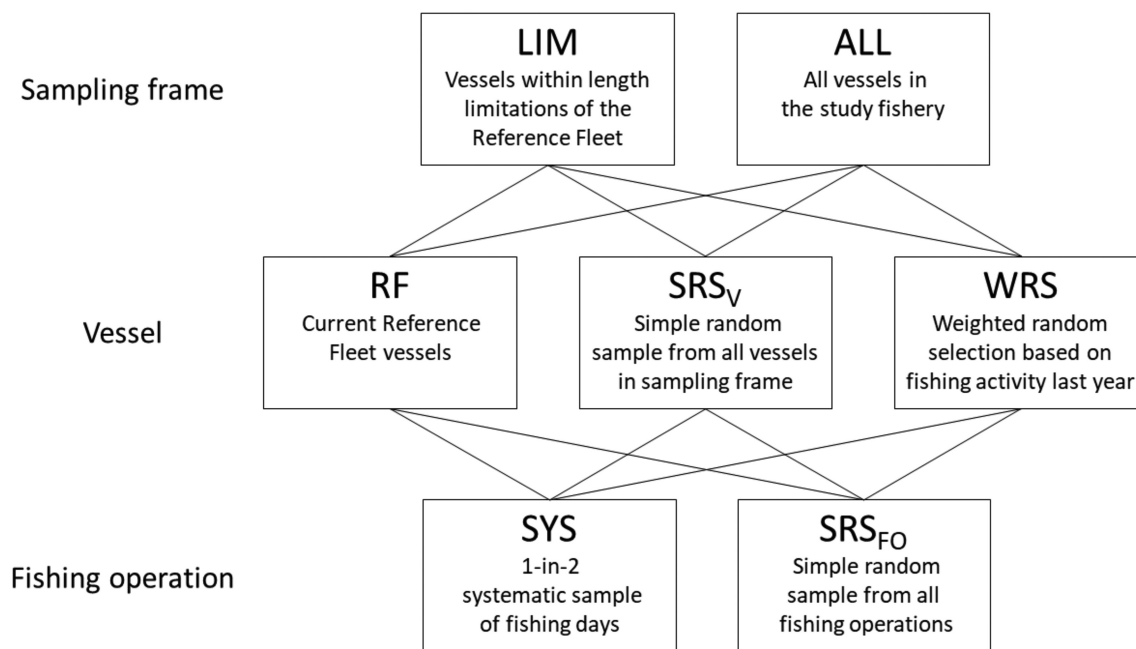 Sampling frame
LIM
Vessels within length
limitations of the
Reference Fleet
ALL
All vessels in
the study fishery
Vessel
RF
Current Reference
Fleet vessels
SRSV
Simple random
sample from all vessels
in sampling frame
WRS
Weighted random
selection based on
fishing activity last year
Fishing operation
SYS
1-in-2
systematic sample
of fishing days
SRSFO
Simple random
sample from all
fishing operations